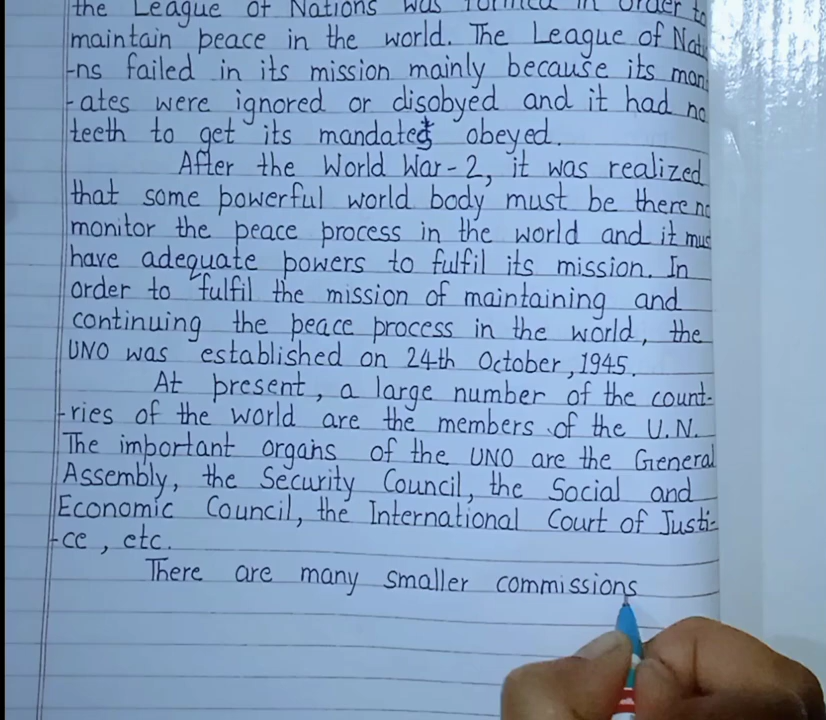 the League of Nations was formed in order to
maintain peace in the world. The League of Nati
-ns failed in its mission mainly because its man
-ates were ignored or disobyed and it had no
teeth to get its mandates obeyed.
After the World War-2, it was realized
that some powerful world body must be there
monitor the peace process in the world and it mus
have adequate powers to fulfil its mission. In
order to fulfil the mission of maintaining and
continuing the peace process in the world, the
UNO was established on 24th October, 1945.
At present, a large number of the count-
-ries of the world are the members of the U.N.
The important organs of the UNO are the General
Assembly, the Security Council, the Social and
Economic Council, the International Court of Justi-
-ce, etc.
There are many smaller commissions